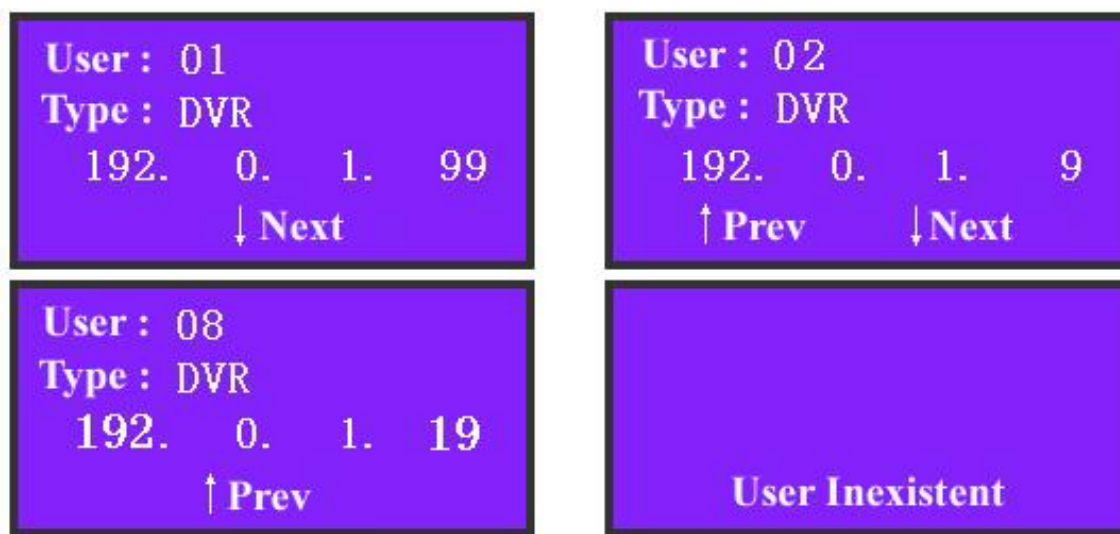 User : 01
Type : DVR
192. 0. 1. 99
↓ Next
User : 02
Type : DVR
192. 0. 1. 9
↑ Prev ↓ Next
User : 08
Type : DVR
192. 0. 1. 19
↑ Prev
User Inexistent